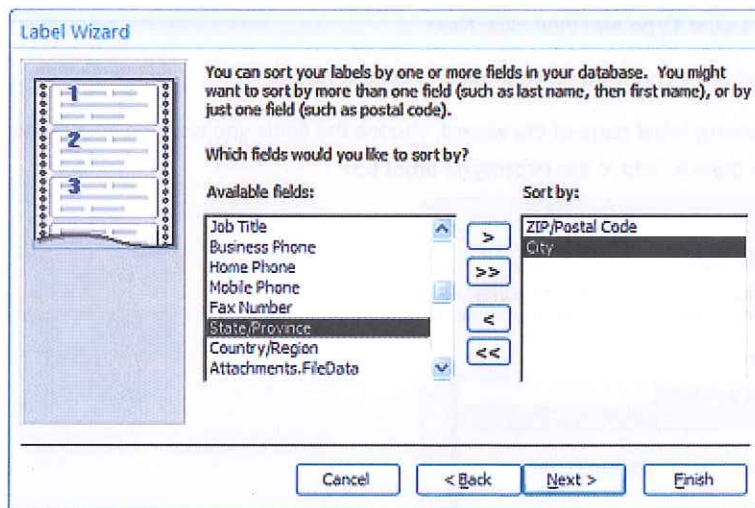 Label Wizard
You can sort your labels by one or more fields in your database. You might
want to sort by more than one field (such as last name, then first name), or by
just one field (such as postal code).
Which fields would you like to sort by?
Available fields:
Sort by:
1
2
3
Job Title
Business Phone
Home Phone
Mobile Phone
Fax Number
State/Province
Country/Region
Attachments.FileData
>
>>
<
<<
ZIP/Postal Code
City
Cancel
< Back
Next >
Finish